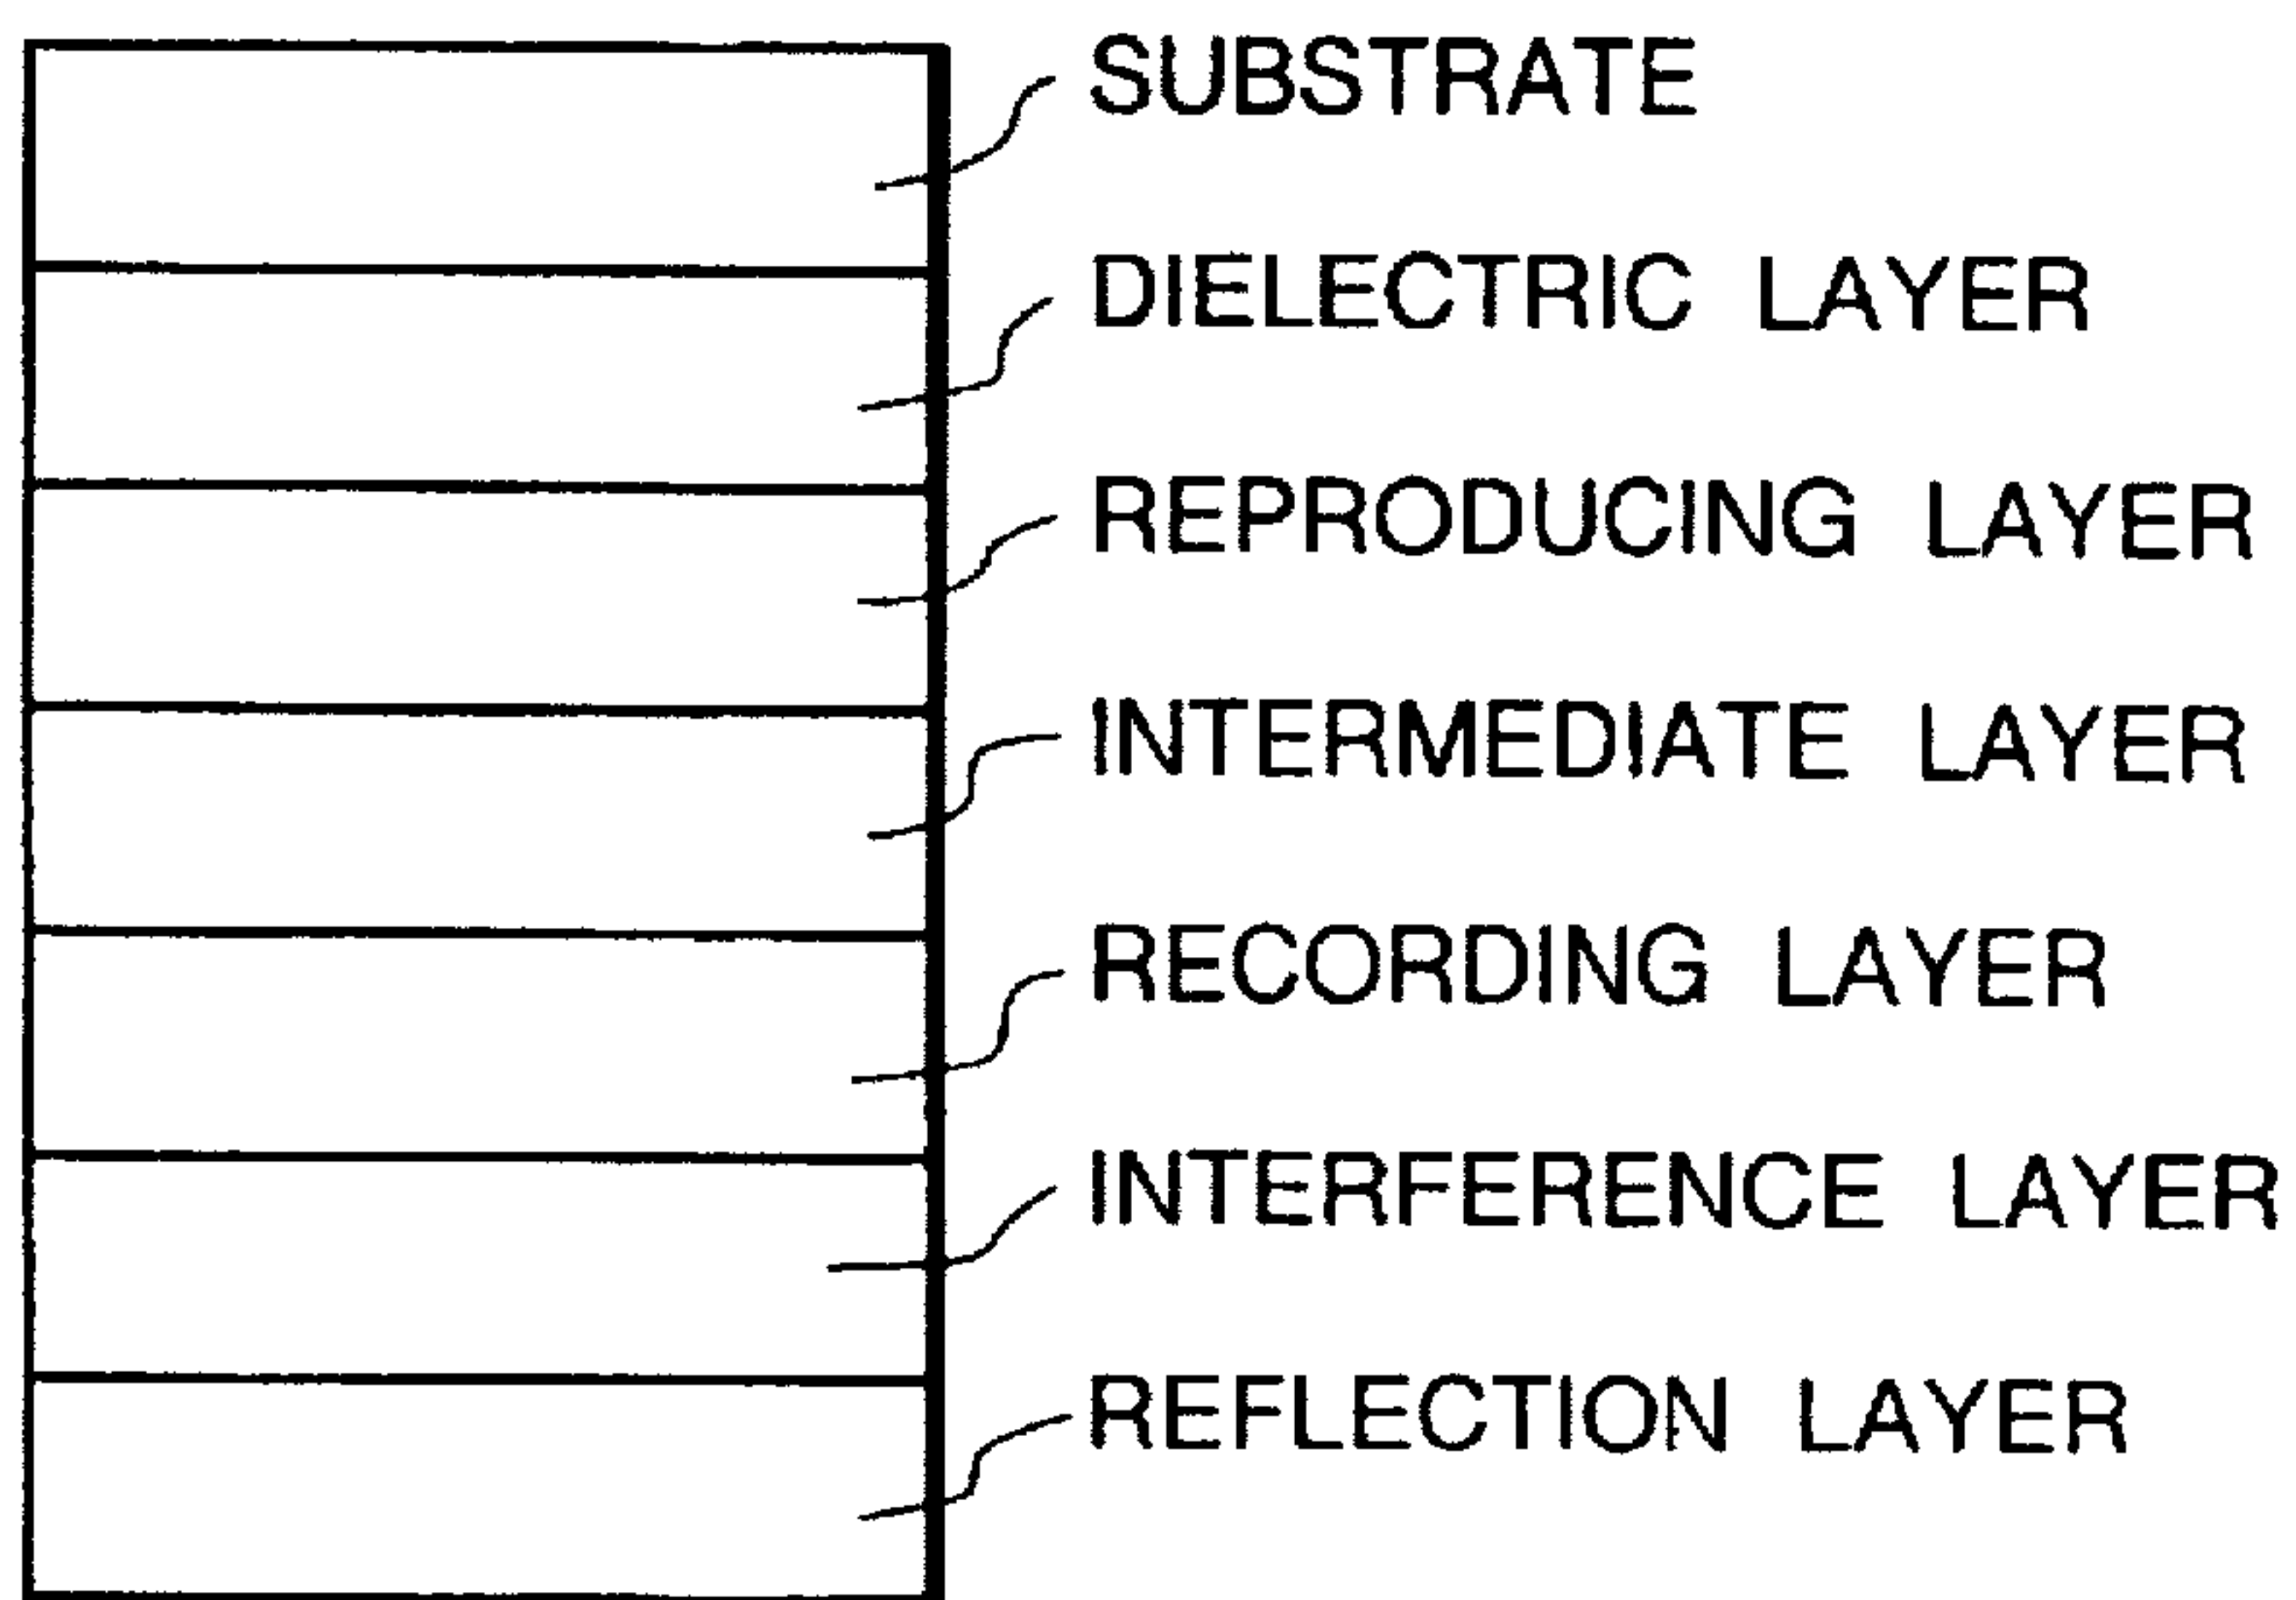 SUBSTRATE
DIELECTRIC LAYER
REPRODUCING LAYER
INTERMEDIATE LAYER
RECORDING LAYER
INTERFERENCE LAYER
REFLECTION LAYER